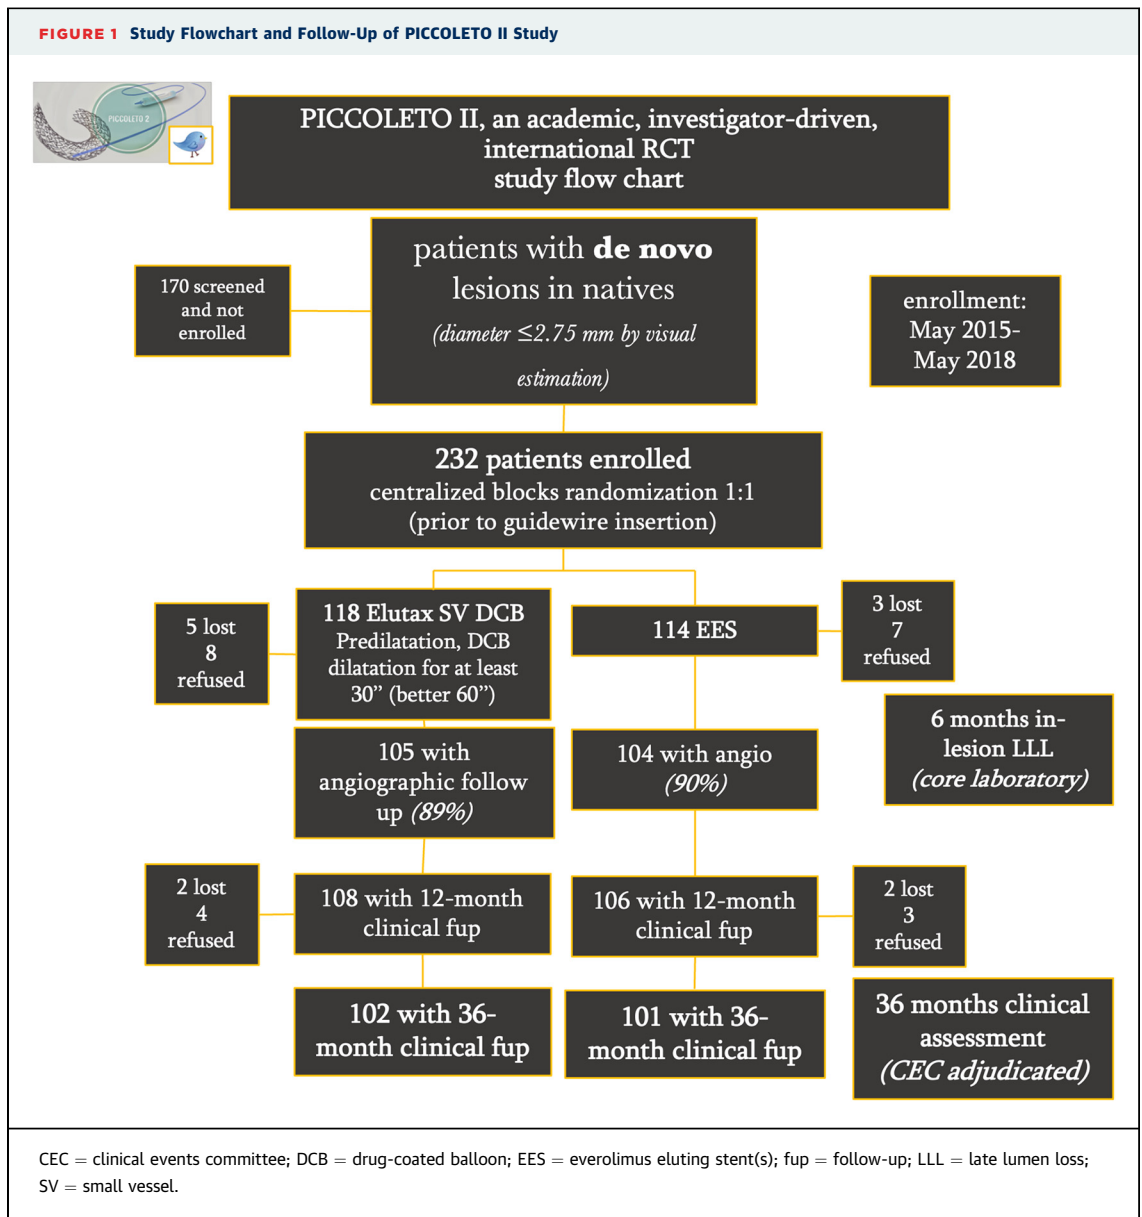 FIGURE 1 Study Flowchart and Follow-Up of PICCOLETO II Study
PICCOLETO 2
PICCOLETO II, an academic, investigator-driven,
international RCT
study flow chart
patients with de novo
lesions in natives
(diameter ≤2.75 mm by visual
estimation)
170 screened
and not
enrolled
enrollment:
May 2015-
May 2018
232 patients enrolled
centralized blocks randomization 1:1
(prior to guidewire insertion)
5 lost
8
refused
118 Elutax SV DCB
Predilatation, DCB
dilatation for at least
30” (better 60”)
114 EES
3 lost
7
refused
6 months in-
lesion LLL
(core laboratory)
105 with
angiographic follow
up (89%)
104 with angio
(90%)
2 lost
4
refused
108 with 12-month
clinical fup
106 with 12-month
clinical fup
2 lost
3
refused
102 with 36-
month clinical fup
101 with 36-
month clinical fup
36 months clinical
assessment
(CEC adjudicated)
CEC = clinical events committee; DCB = drug-coated balloon; EES = everolimus eluting stent(s); fup = follow-up; LLL = late lumen loss;
SV = small vessel.